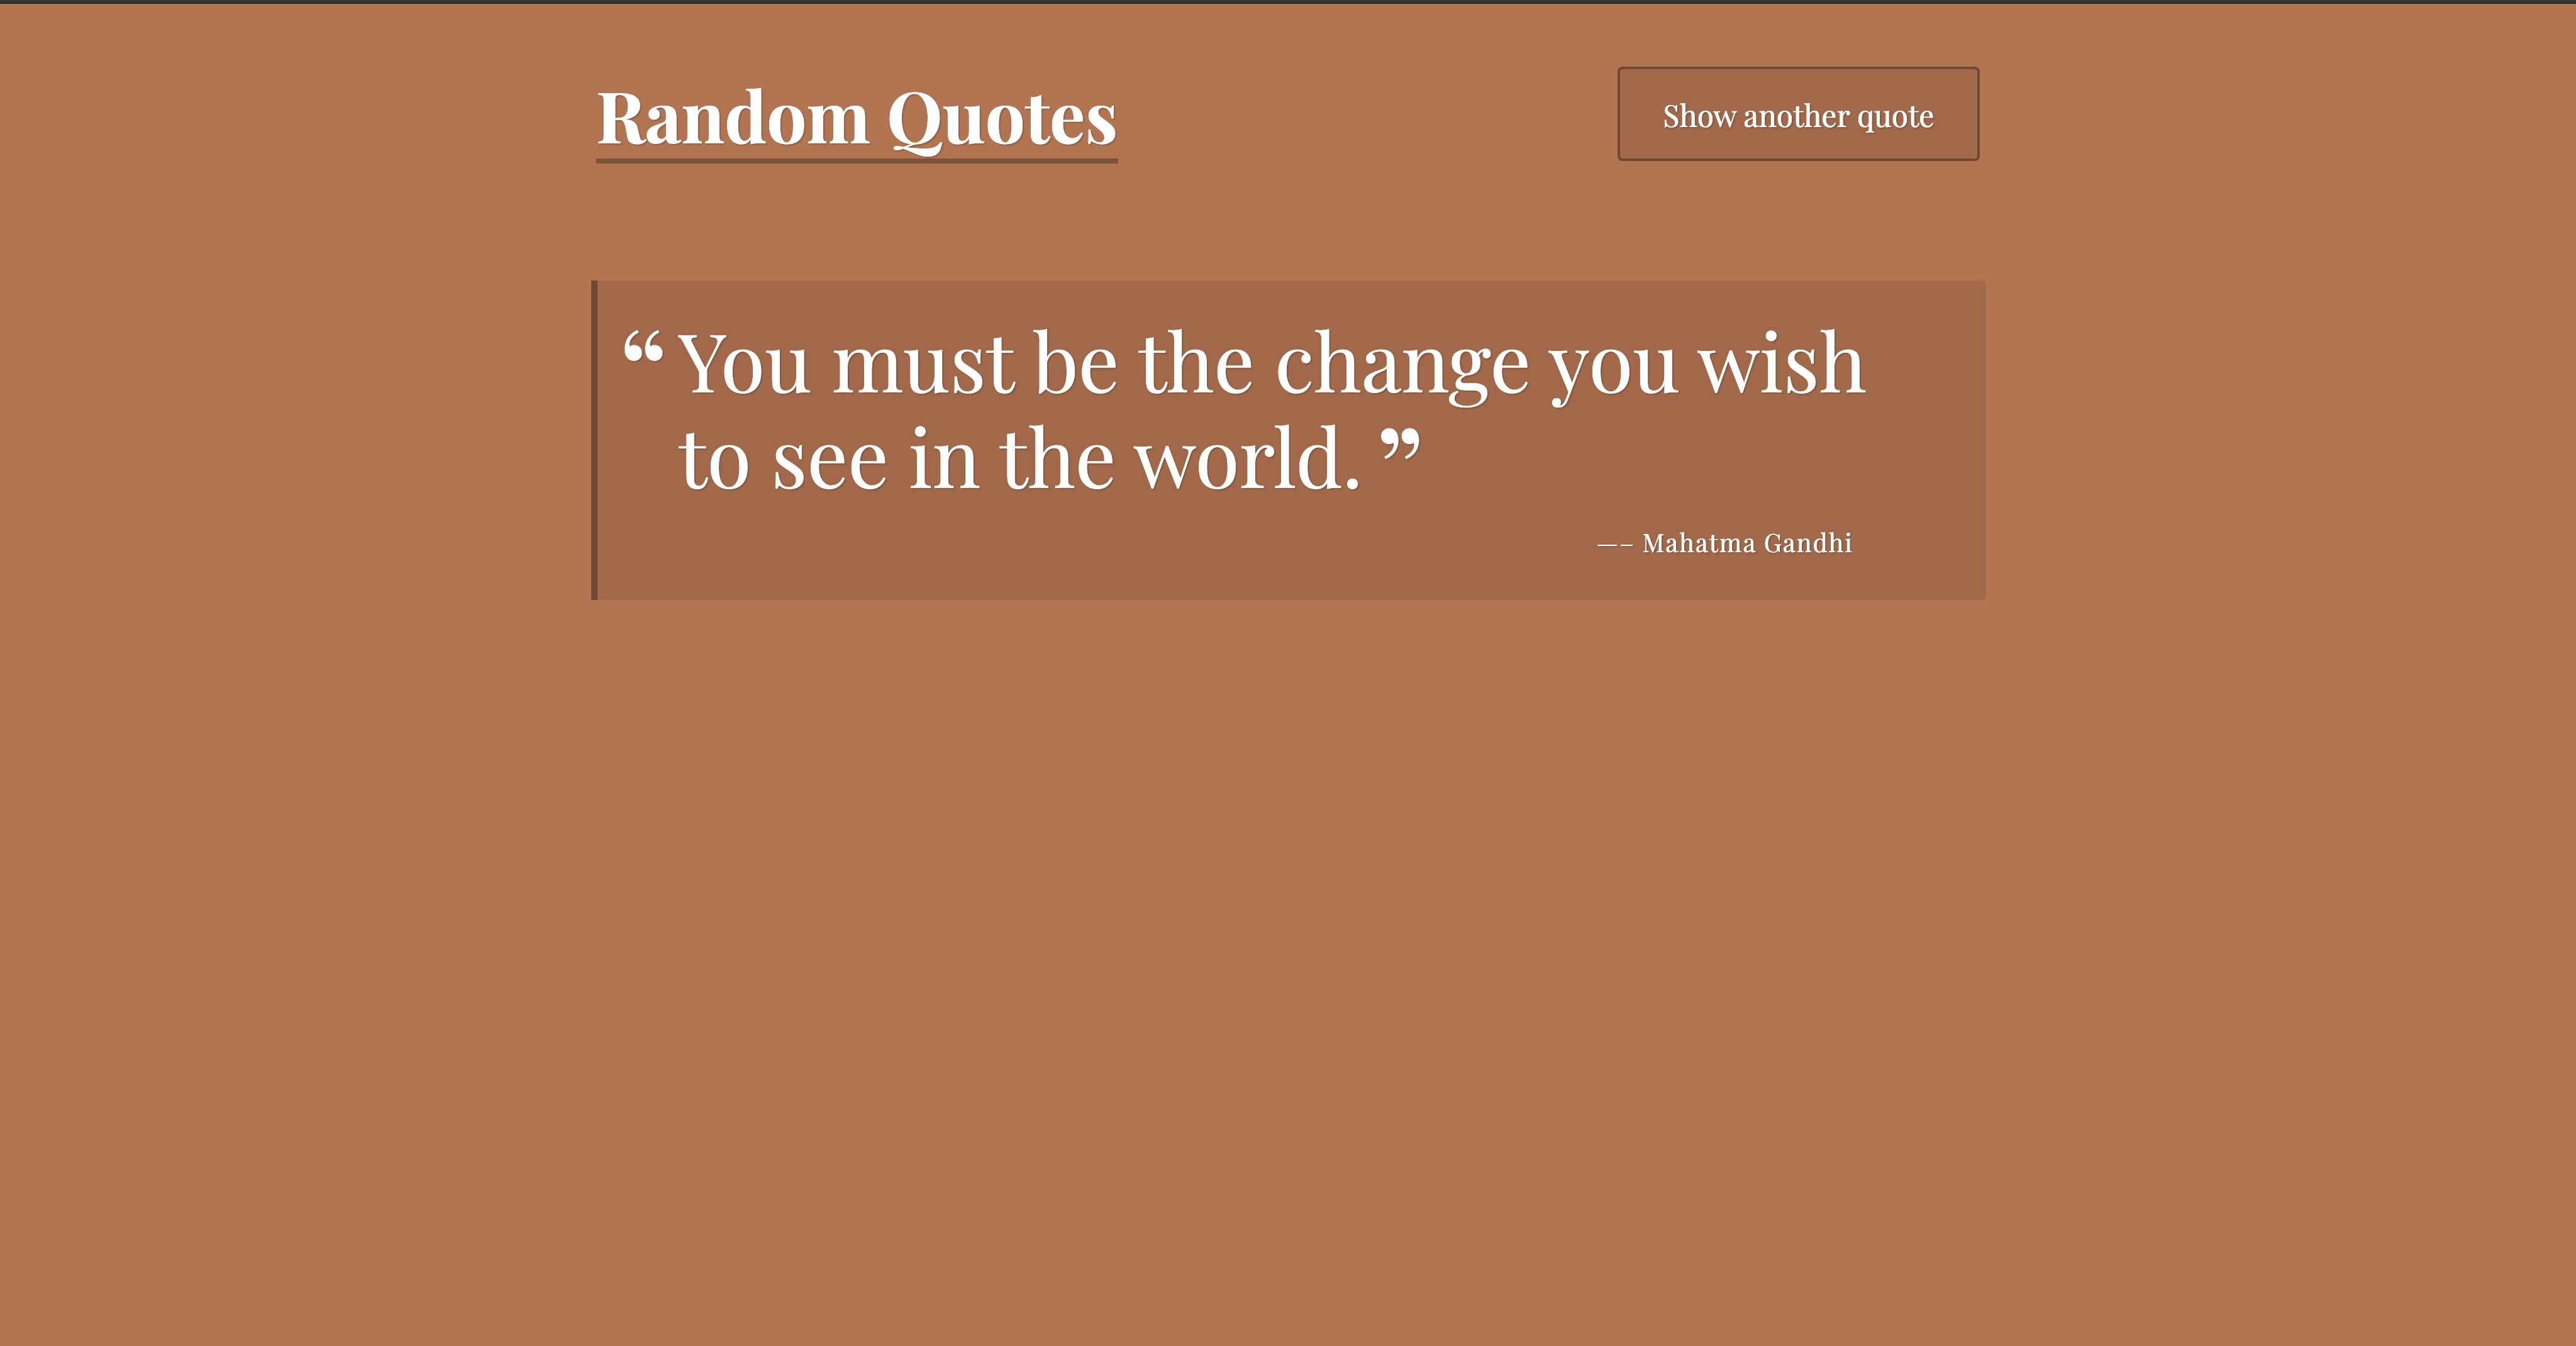 Random Quotes
Show another quote
“ You must be the change you wish
to see in the world. ”
—– Mahatma Gandhi